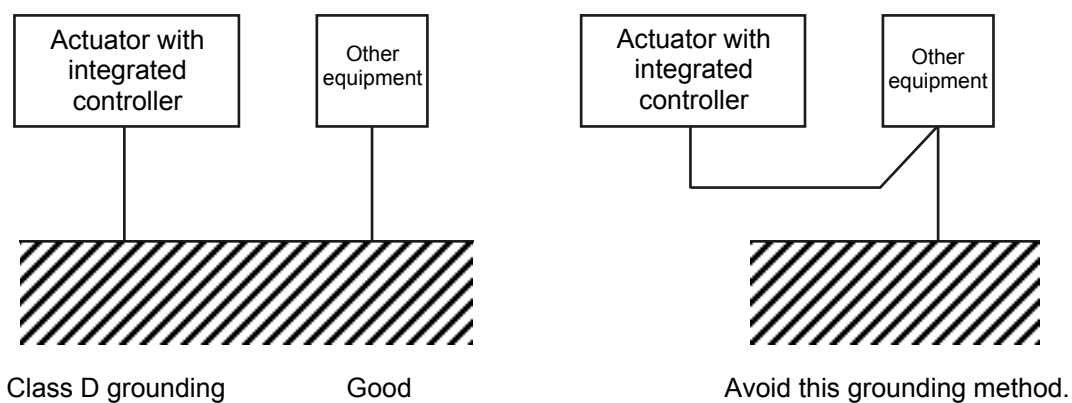 Actuator with
integrated
controller
Other
equipment
Actuator with
integrated
controller
Other
equipment
Class D grounding
Good
Avoid this grounding method.